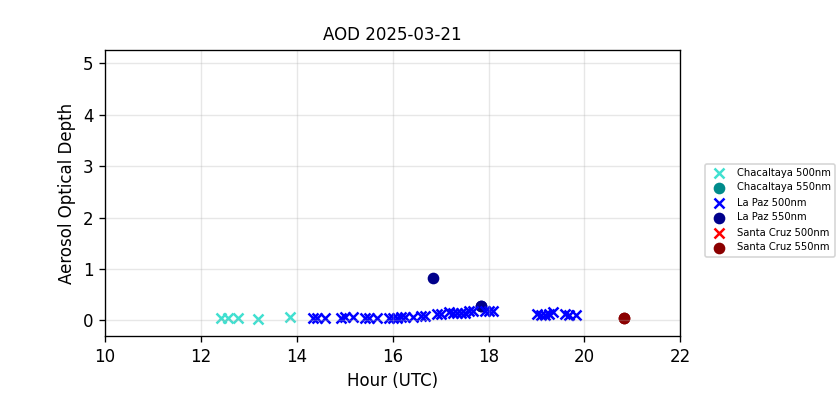 AOD 2025-03-21
Aerosol Optical Depth
5
4
3
2
1
0
10 12 14 16 18 20 22
Hour (UTC)
Chacaltaya 500nm
Chacaltaya 550nm
La Paz 500nm
La Paz 550nm
Santa Cruz 500nm
Santa Cruz 550nm